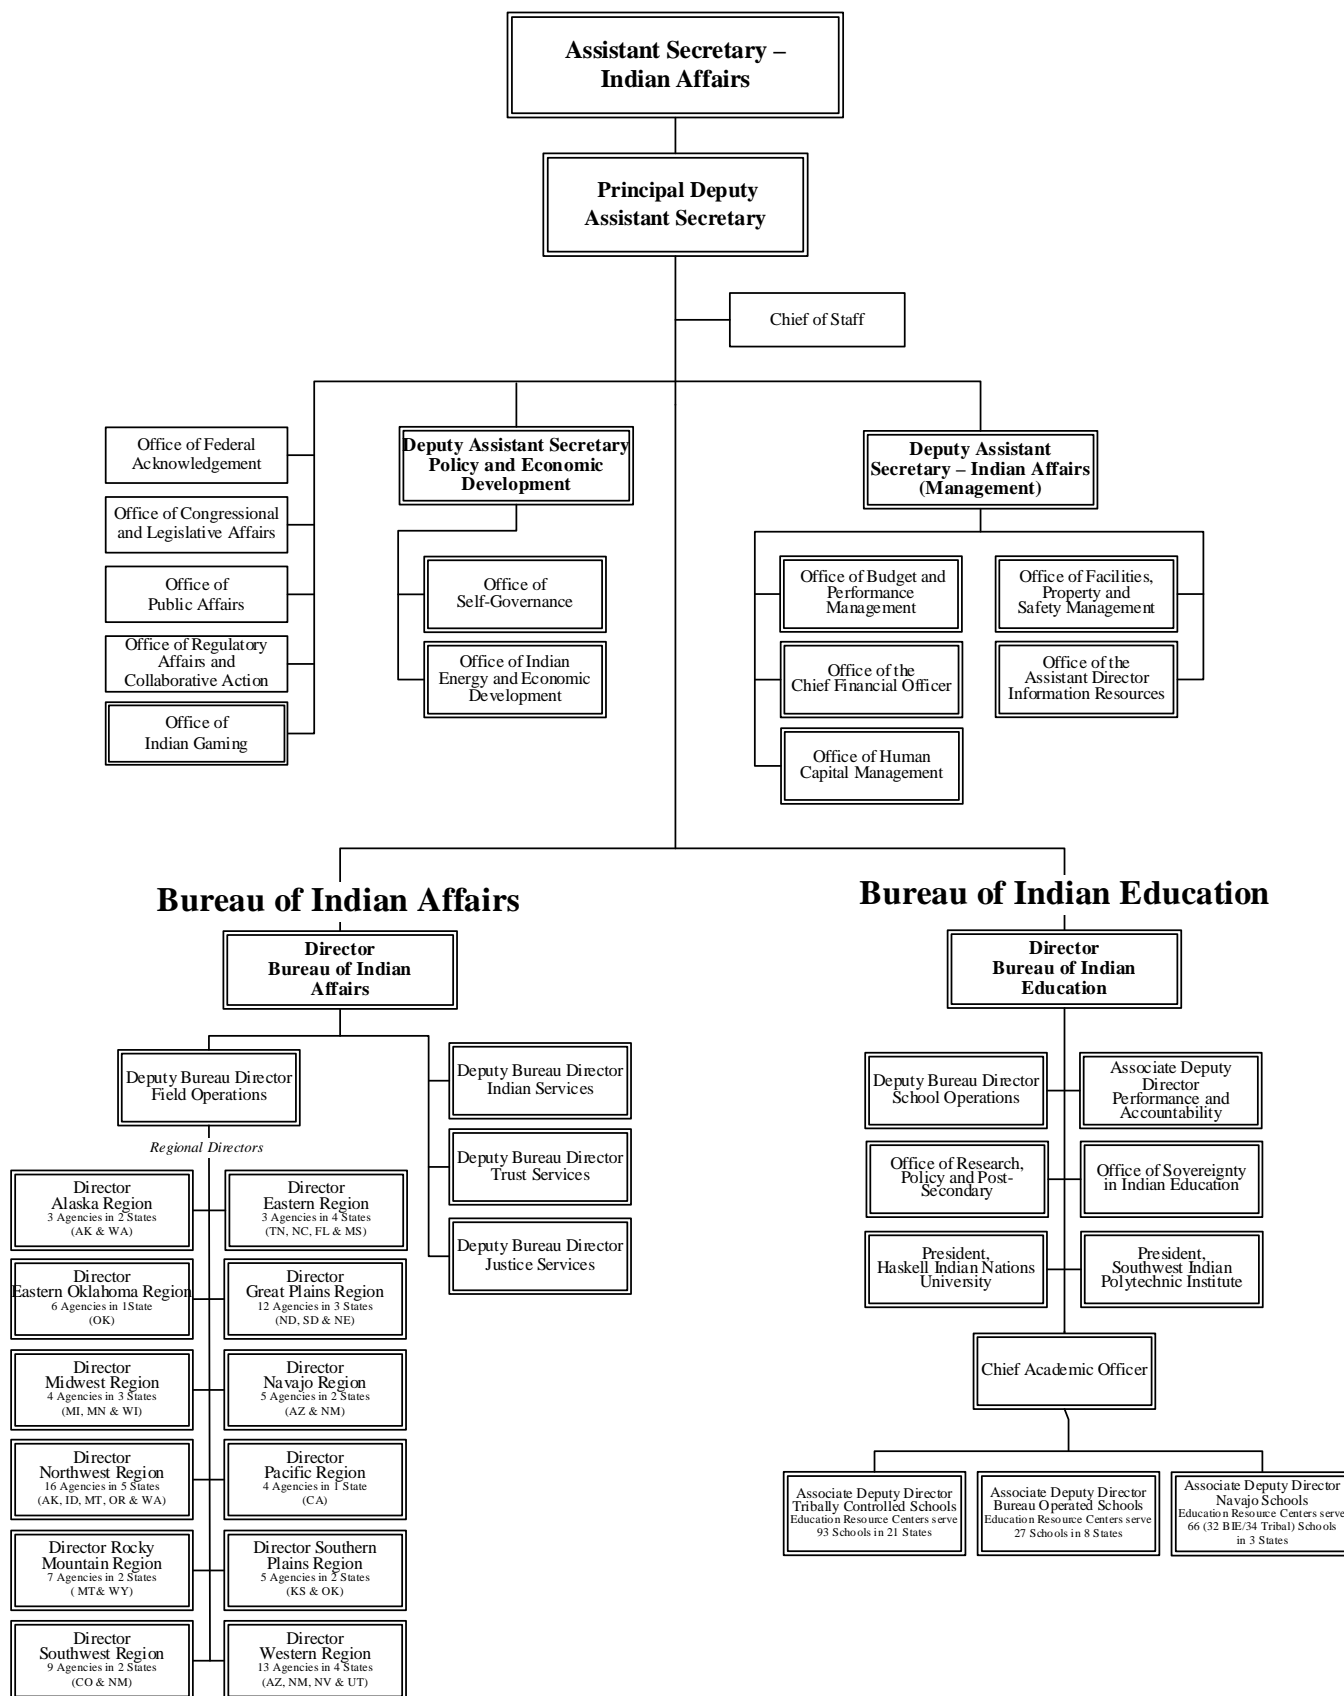 Assistant Secretary –
Indian Affairs
Principal Deputy
Assistant Secretary
Chief of Staff
Office of Federal
Acknowledgement
Office of Congressional
and Legislative Affairs
Office of
Public Affairs
Office of Regulatory
Affairs and
Collaborative Action
Office of
Indian Gaming
Deputy Assistant Secretary
Policy and Economic
Development
Office of
Self-Governance
Office of Indian
Energy and Economic
Development
Deputy Assistant
Secretary – Indian Affairs
(Management)
Office of Budget and
Performance
Management
Office of the
Chief Financial Officer
Office of Human
Capital Management
Office of Facilities,
Property and
Safety Management
Office of the
Assistant Director
Information Resources
Bureau of Indian Affairs
Director
Bureau of Indian
Affairs
Deputy Bureau Director
Field Operations
Regional Directors
Deputy Bureau Director
Indian Services
Deputy Bureau Director
Trust Services
Deputy Bureau Director
Justice Services
Director
Alaska Region
3 Agencies in 2 States
(AK & WA)
Director
Eastern Region
3 Agencies in 4 States
(TN, NC, FL & MS)
Director
Eastern Oklahoma Region
6 Agencies in 1State
(OK)
Director
Great Plains Region
12 Agencies in 3 States
(ND, SD & NE)
Director
Midwest Region
4 Agencies in 3 States
(MI, MN & WI)
Director
Navajo Region
5 Agencies in 2 States
(AZ & NM)
Director
Northwest Region
16 Agencies in 5 States
(AK, ID, MT, OR & WA)
Director
Pacific Region
4 Agencies in 1 State
(CA)
Director Rocky
Mountain Region
7 Agencies in 2 States
( MT& WY)
Director Southern
Plains Region
5 Agencies in 2 States
(KS & OK)
Director
Southwest Region
9 Agencies in 2 States
(CO & NM)
Director
Western Region
13 Agencies in 4 States
(AZ, NM, NV & UT)
Bureau of Indian Education
Director
Bureau of Indian
Education
Deputy Bureau Director
School Operations
Associate Deputy
Director
Performance and
Accountability
Office of Research,
Policy and Post-
Secondary
Office of Sovereignty
in Indian Education
President,
Haskell Indian Nations
University
President,
Southwest Indian
Polytechnic Institute
Chief Academic Officer
Associate Deputy Director
Tribally Controlled Schools
Education Resource Centers serve
93 Schools in 21 States
Associate Deputy Director
Bureau Operated Schools
Education Resource Centers serve
27 Schools in 8 States
Associate Deputy Director
Navajo Schools
Education Resource Centers serve
66 (32 BIE/34 Tribal) Schools
in 3 States